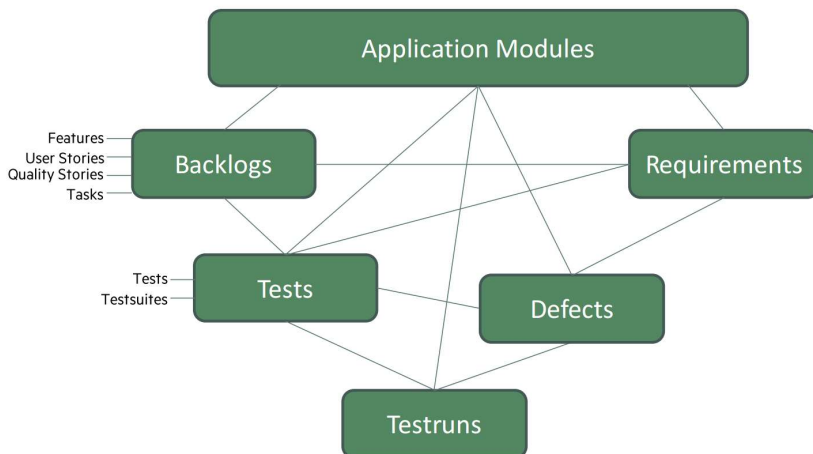 Application Modules
Features
User Stories
Quality Stories
Tasks
Backlogs
Requirements
Tests
Testsuites
Tests
Defects
Testruns